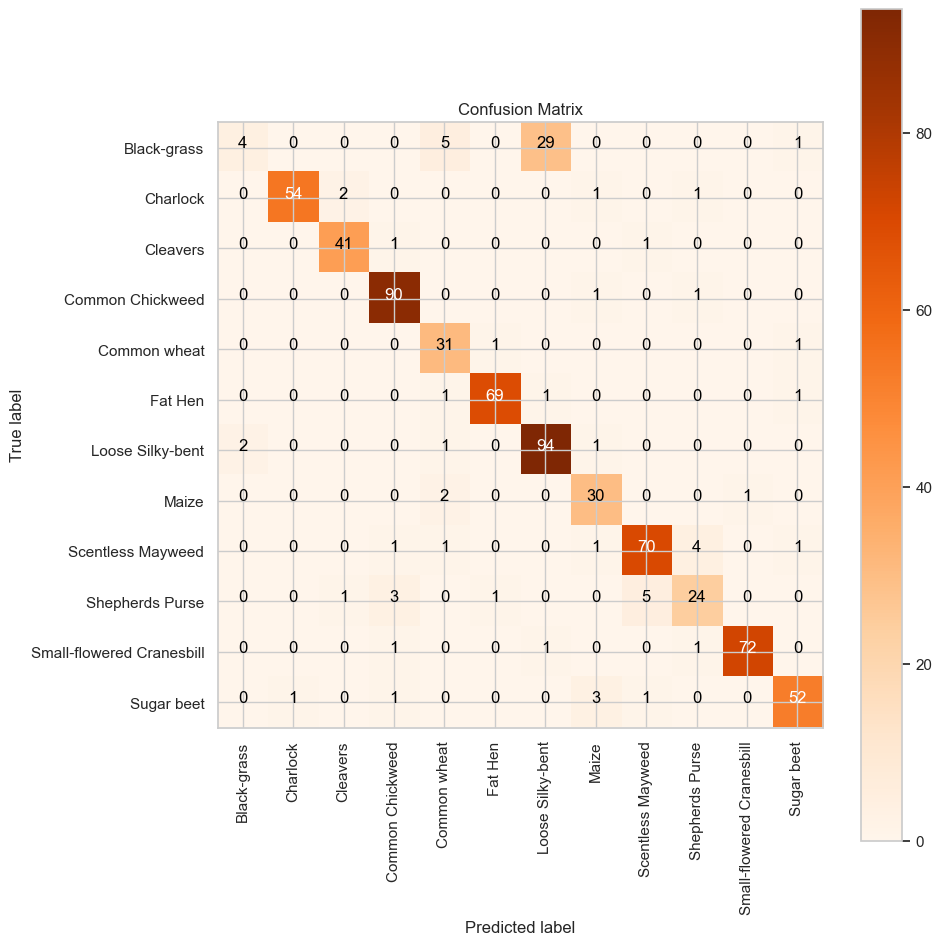 Confusion Matrix
True label
Black-grass 4 0 0 0 5 0 29 0 0 0 0 1
Charlock 0 54 2 0 0 0 0 1 0 1 0 0
Cleavers 0 0 41 1 0 0 0 0 1 0 0 0
Common Chickweed 0 0 0 90 0 0 0 1 0 1 0 0
Common wheat 0 0 0 0 31 1 0 0 0 0 0 1
Fat Hen 0 0 0 0 1 69 1 0 0 0 0 1
Loose Silky-bent 2 0 0 0 1 0 94 1 0 0 0 0
Maize 0 0 0 0 2 0 0 30 0 0 1 0
Scentless Mayweed 0 0 0 1 1 0 0 1 70 4 0 1
Shepherds Purse 0 0 1 3 0 1 0 0 5 24 0 0
Small-flowered Cranesbill 0 0 0 1 0 0 1 0 0 1 72 0
Sugar beet 0 1 0 1 0 0 0 3 1 0 0 52
Black-grass
Charlock
Cleavers
Common Chickweed
Common wheat
Fat Hen
Loose Silky-bent
Maize
Scentless Mayweed
Shepherds Purse
Small-flowered Cranesbill
Sugar beet
Predicted label
80
60
40
20
0